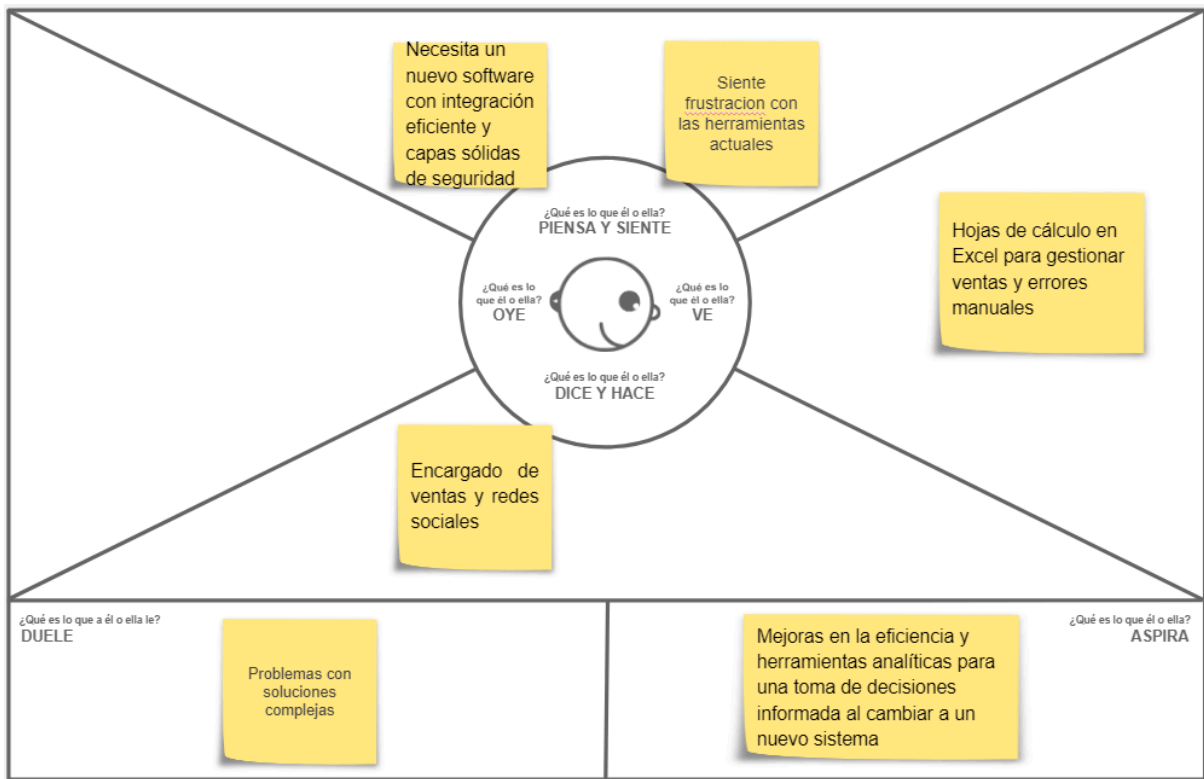 Necesita un
nuevo software
con integración
eficiente y
capas sólidas
de seguridad
Siente
frustracion con
las herramientas
actuales
¿Qué es lo que él o ella?
PIENSA Y SIENTE
¿Qué es lo
que él o ella?
OYE
¿Qué es lo
que él o ella?
VE
Hojas de cálculo en
Excel para gestionar
ventas y errores
manuales
¿Qué es lo que él o ella?
DICE Y HACE
Encargado de
ventas y redes
sociales
¿Qué es lo que a él o ella le?
DUELE
Problemas con
soluciones
complejas
Mejoras en la eficiencia y
herramientas analíticas para
una toma de decisiones
informada al cambiar a un
nuevo sistema
¿Qué es lo que él o ella?
ASPIRA